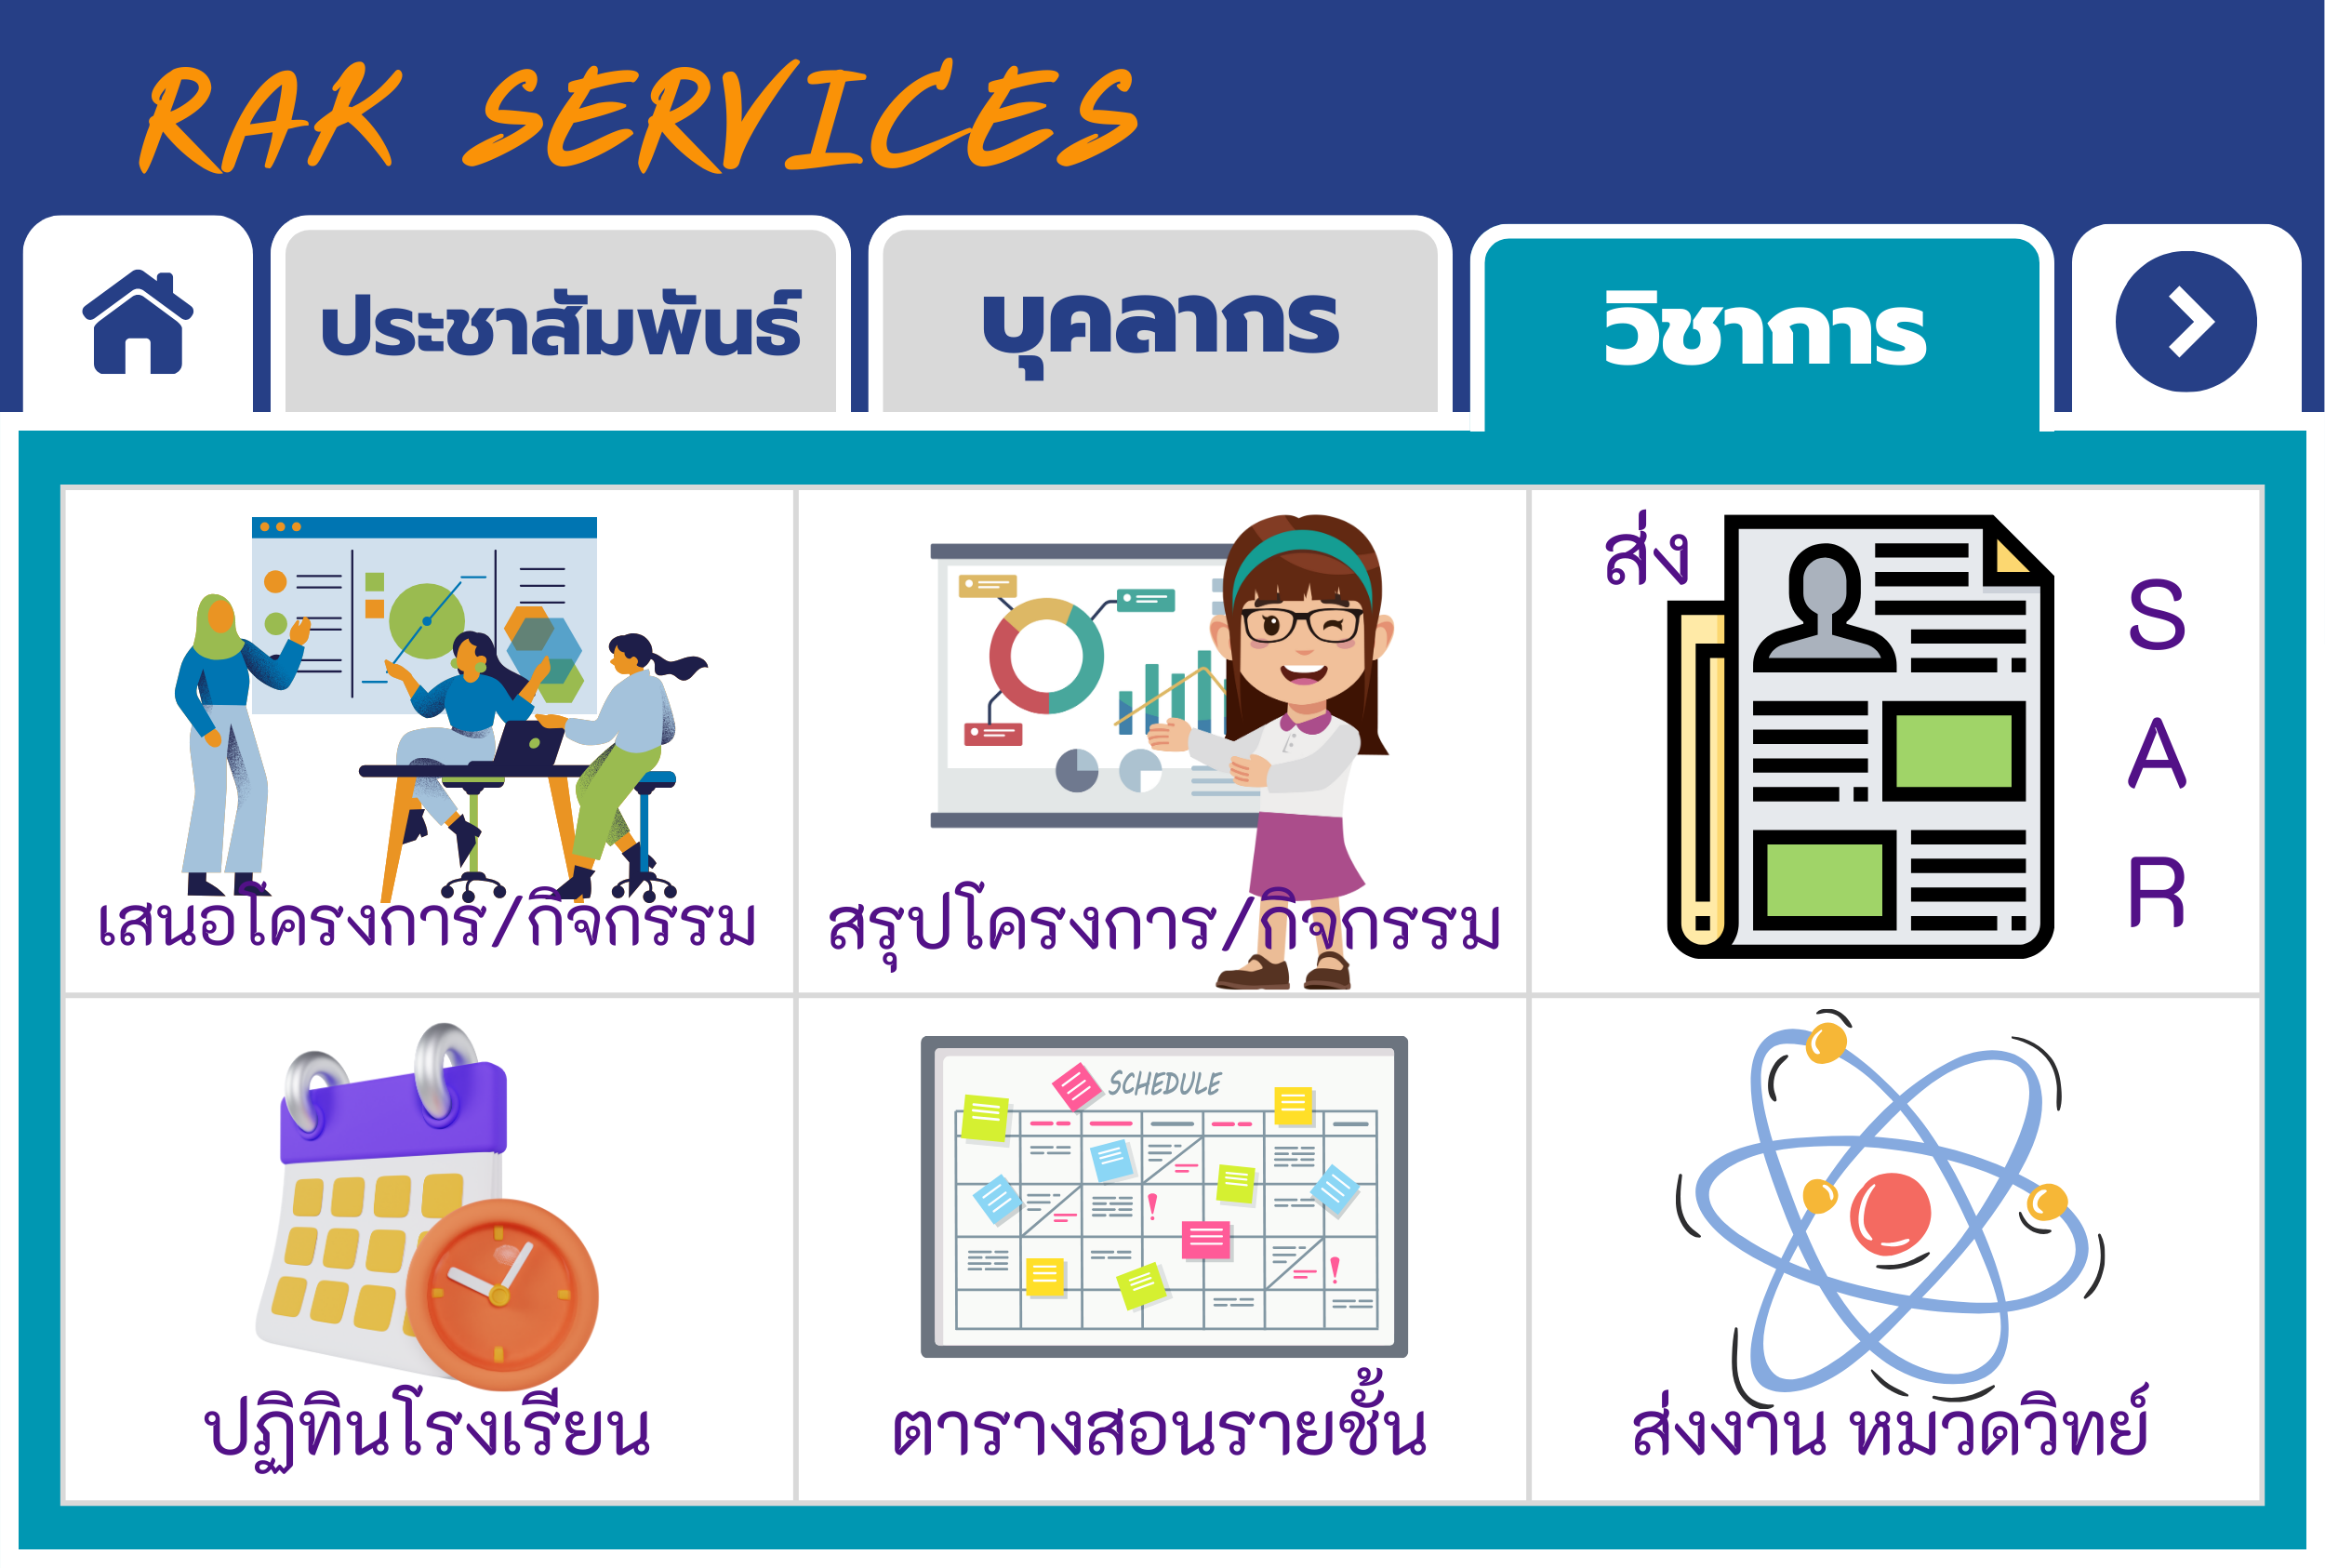 RAK SERVICES
ประชาสัมพันธ์
บุคลากร
วิชาการ
เสนอโครงการ/กิจกรรม
สรุปโครงการ/กิจกรรม
ส่ง
S
A
R
ปฏิทินโรงเรียน
SCHEDULE
ตารางสอนรายชั้น
ส่งงาน หมวดวิทย์